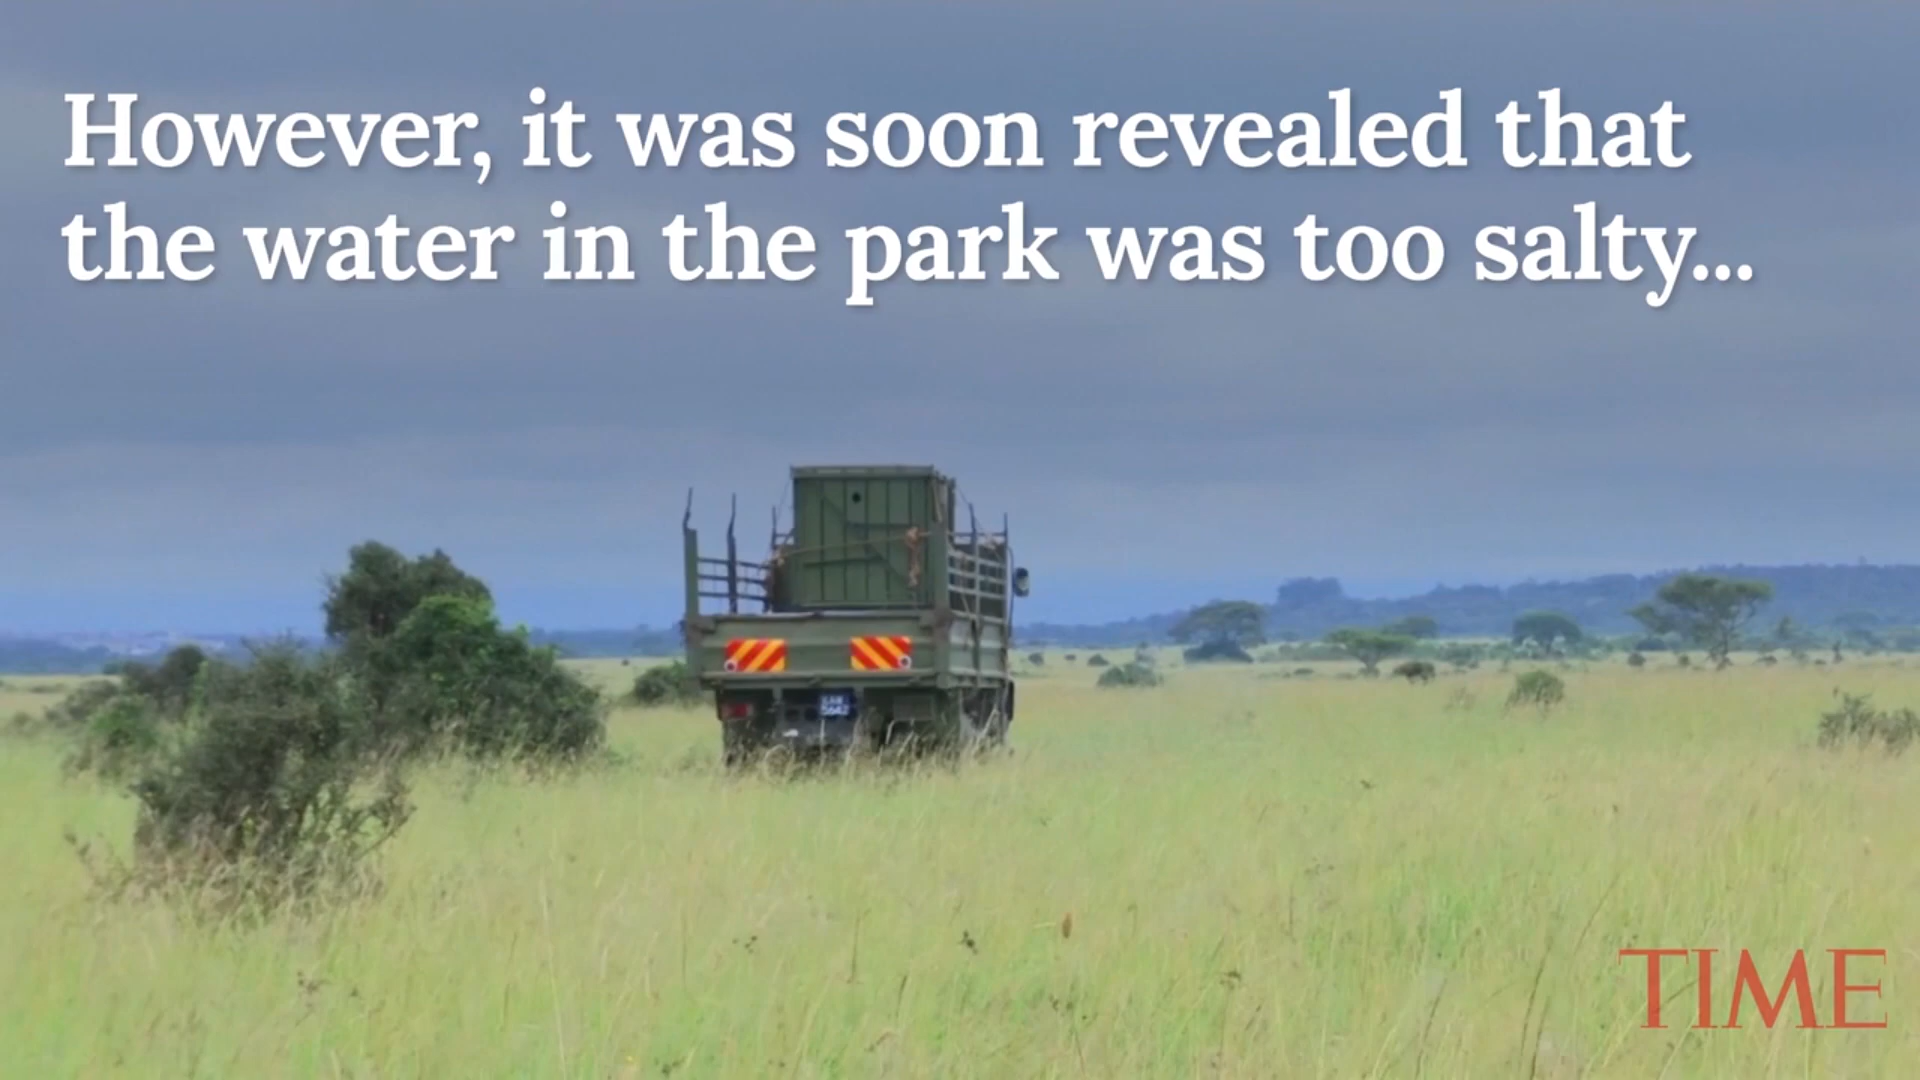 However, it was soon revealed that
the water in the park was too salty...
TIME